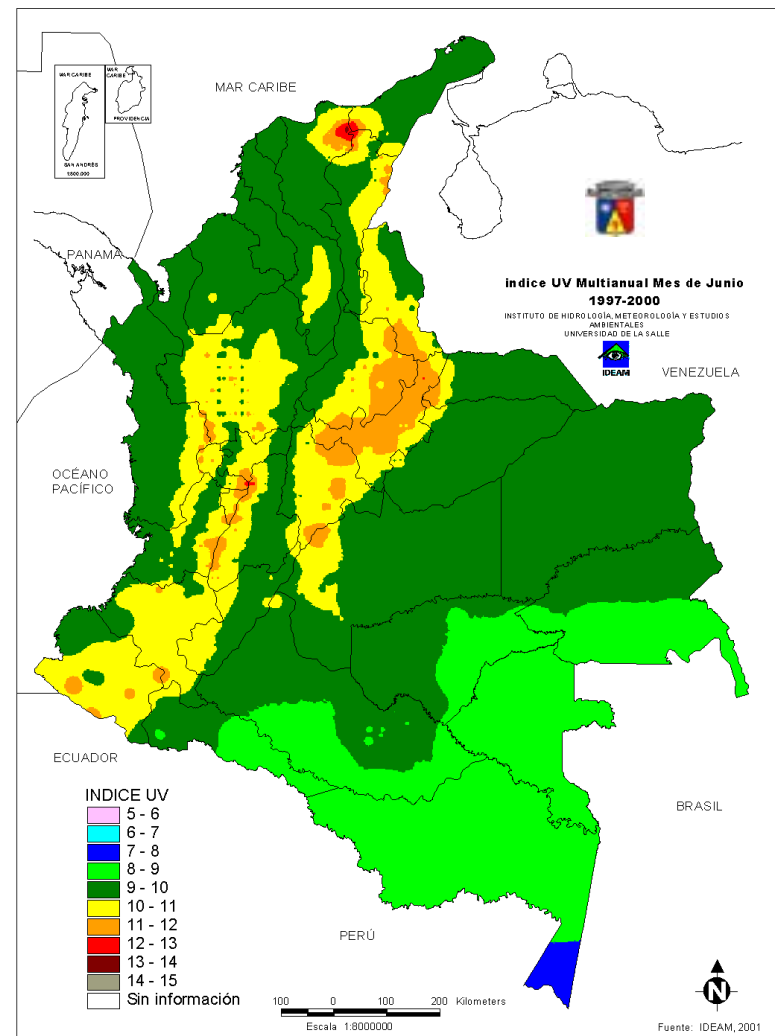 MAR CARIBE
MAR
CARIBE
PROVIDENCIA
SAN ANDRÉS
1:800.000
MAR CARIBE
PANAMA
indice UV Multianual Mes de Junio
1997-2000
INSTITUTO DE HIDROLOGÍA, METEOROLOGÍA Y ESTUDIOS
AMBIENTALES
UNIVERSIDAD DE LA SALLE
IDEAM
VENEZUELA
OCÉANO
PACÍFICO
ECUADOR
BRASIL
PERÚ
INDICE UV
5 - 6
6 - 7
7 - 8
8 - 9
9 - 10
10 - 11
11 - 12
12 - 13
13 - 14
14 - 15
Sin información
100 0 100 200 Kilometers
Escala 1:8000000
N
Fuente: IDEAM, 2001